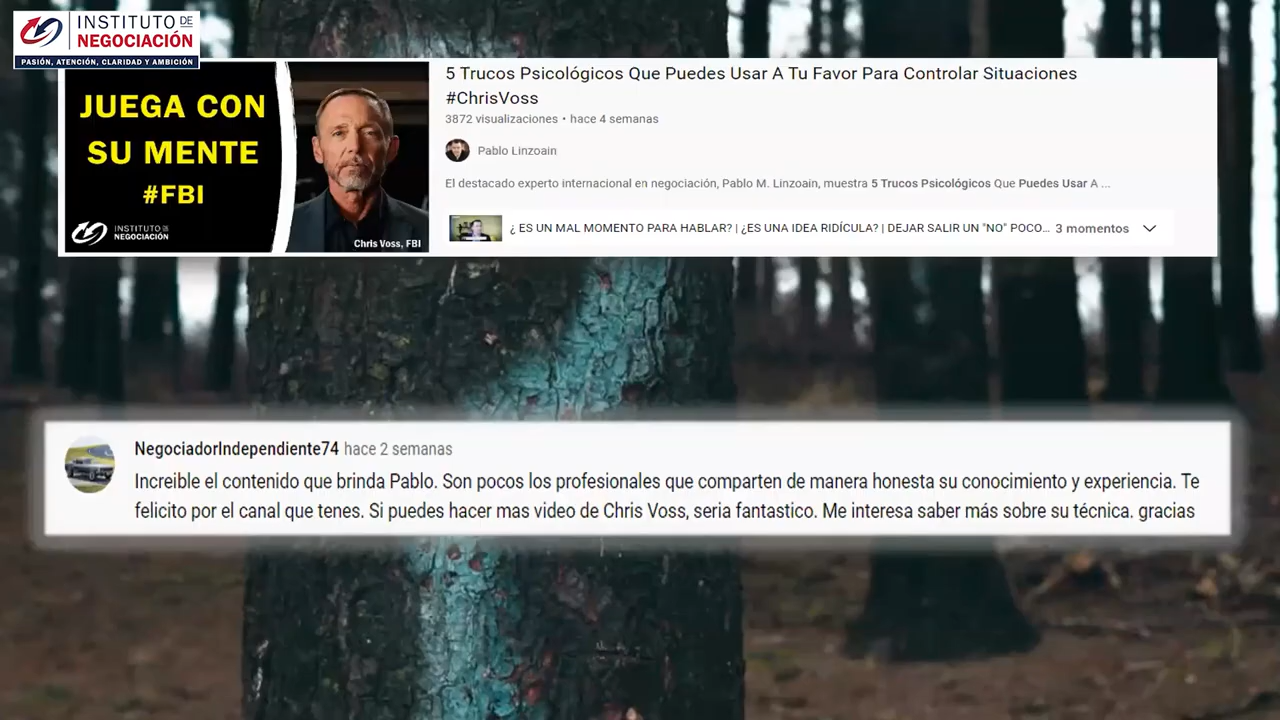 INSTITUTO DE
NEGOCIACIÓN
PASIÓN, ATENCIÓN, CLARIDAD Y AMBICIÓN
JUEGA CON
SU MENTE
#FBI
INSTITUTO DE
NEGOCIACIÓN
Chris Voss, FBI
5 Trucos Psicológicos Que Puedes Usar A Tu Favor Para Controlar Situaciones
#ChrisVoss
3872 visualizaciones • hace 4 semanas
Pablo Linzoain
El destacado experto internacional en negociación, Pablo M. Linzoain, muestra 5 Trucos Psicológicos Que Puedes Usar A ...
¿ ES UN MAL MOMENTO PARA HABLAR? | ¿ES UNA IDEA RIDÍCULA? | DEJAR SALIR UN "NO" POCO... 3 momentos
NegociadorIndependiente74 hace 2 semanas
Increible el contenido que brinda Pablo. Son pocos los profesionales que comparten de manera honesta su conocimiento y experiencia. Te
felicito por el canal que tenes. Si puedes hacer mas video de Chris Voss, seria fantastico. Me interesa saber más sobre su técnica. gracias